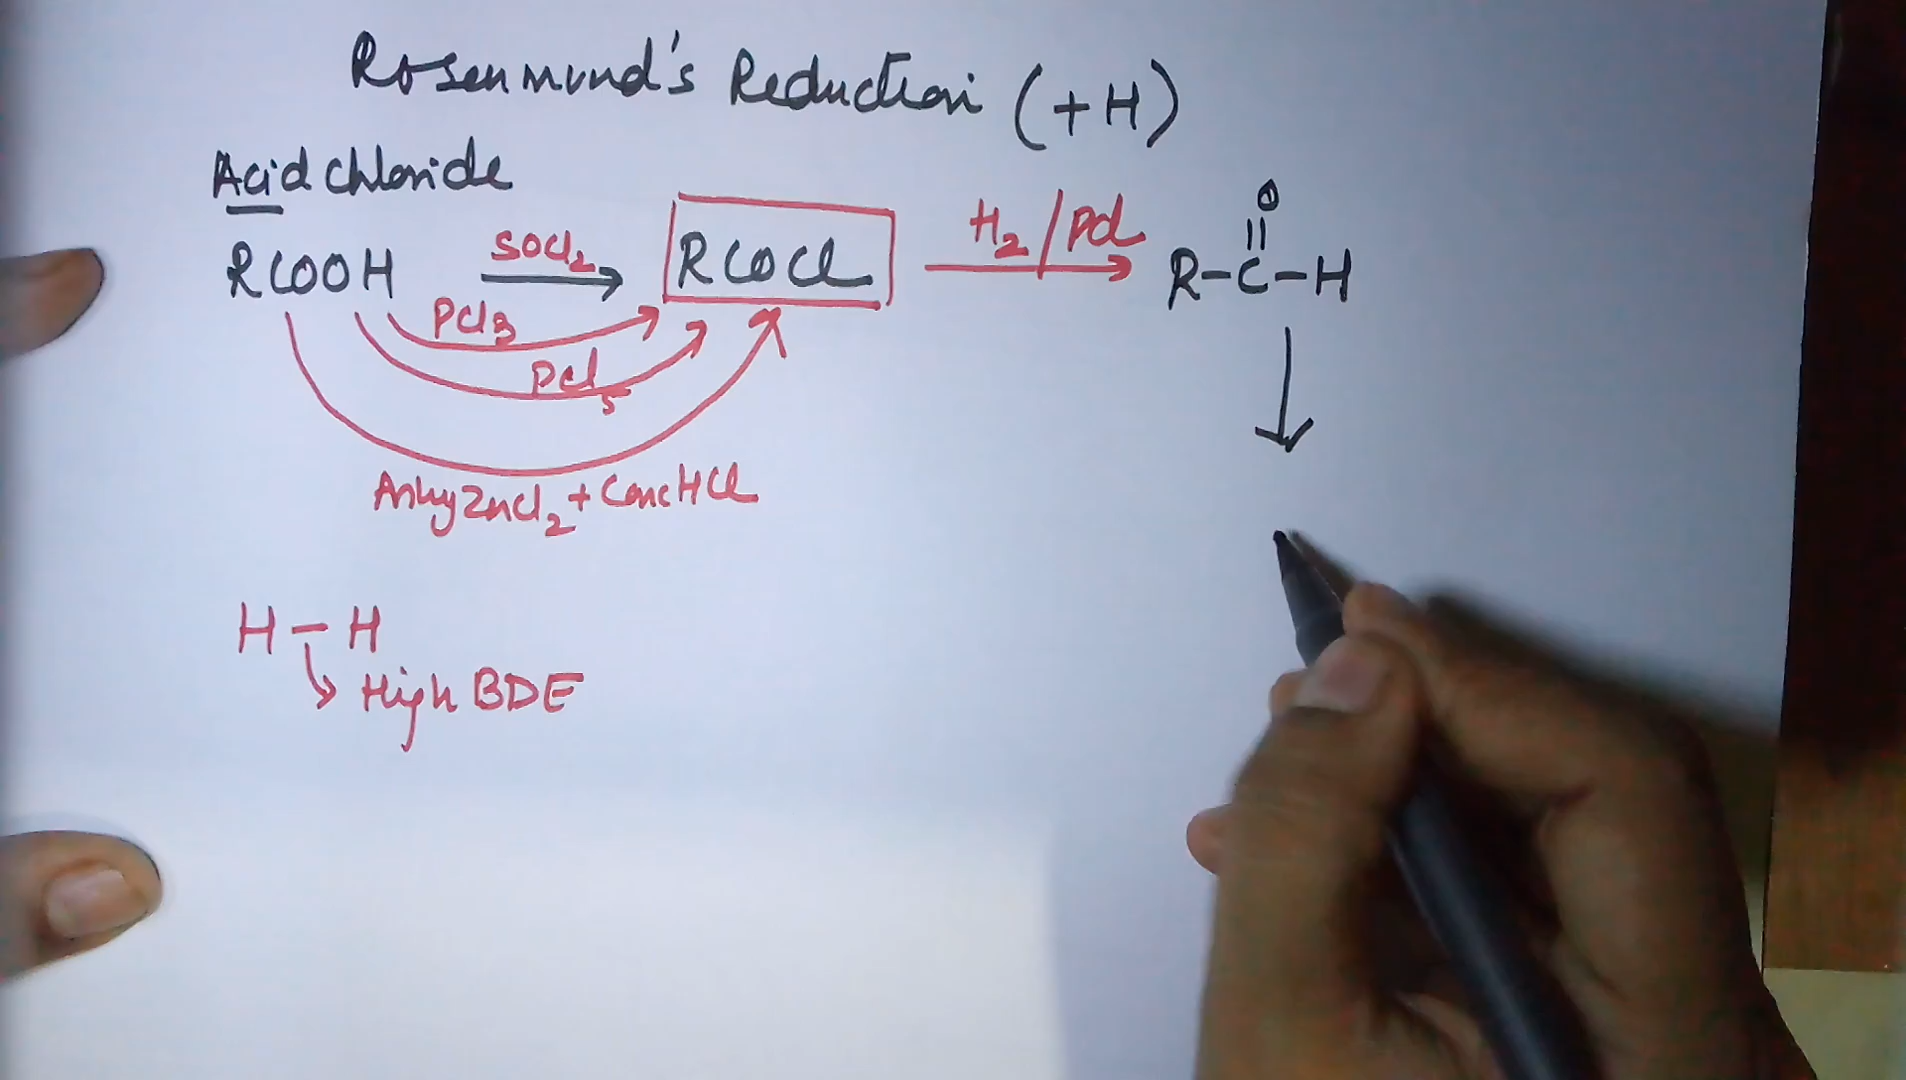 Rosenmund's Reduction (+H)
Acid chloride
RCOOH SOCl2 RCOCl H2/Pd R-C-H
O
PCl3
PCl5
Anhy ZnCl2 + Conc HCl
H-H
High BDE